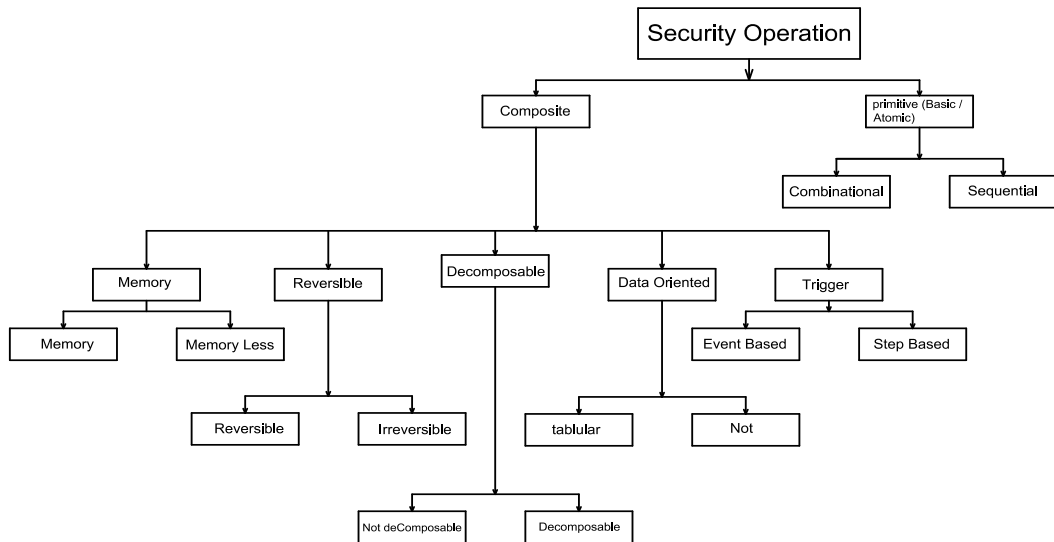 Security Operation
Composite
primitive (Basic /
Atomic)
Combinational
Sequential
Memory
Reversible
Decomposable
Data Oriented
Trigger
Memory
Memory Less
Event Based
Step Based
Reversible
Irreversible
tablular
Not
Not deComposable
Decomposable